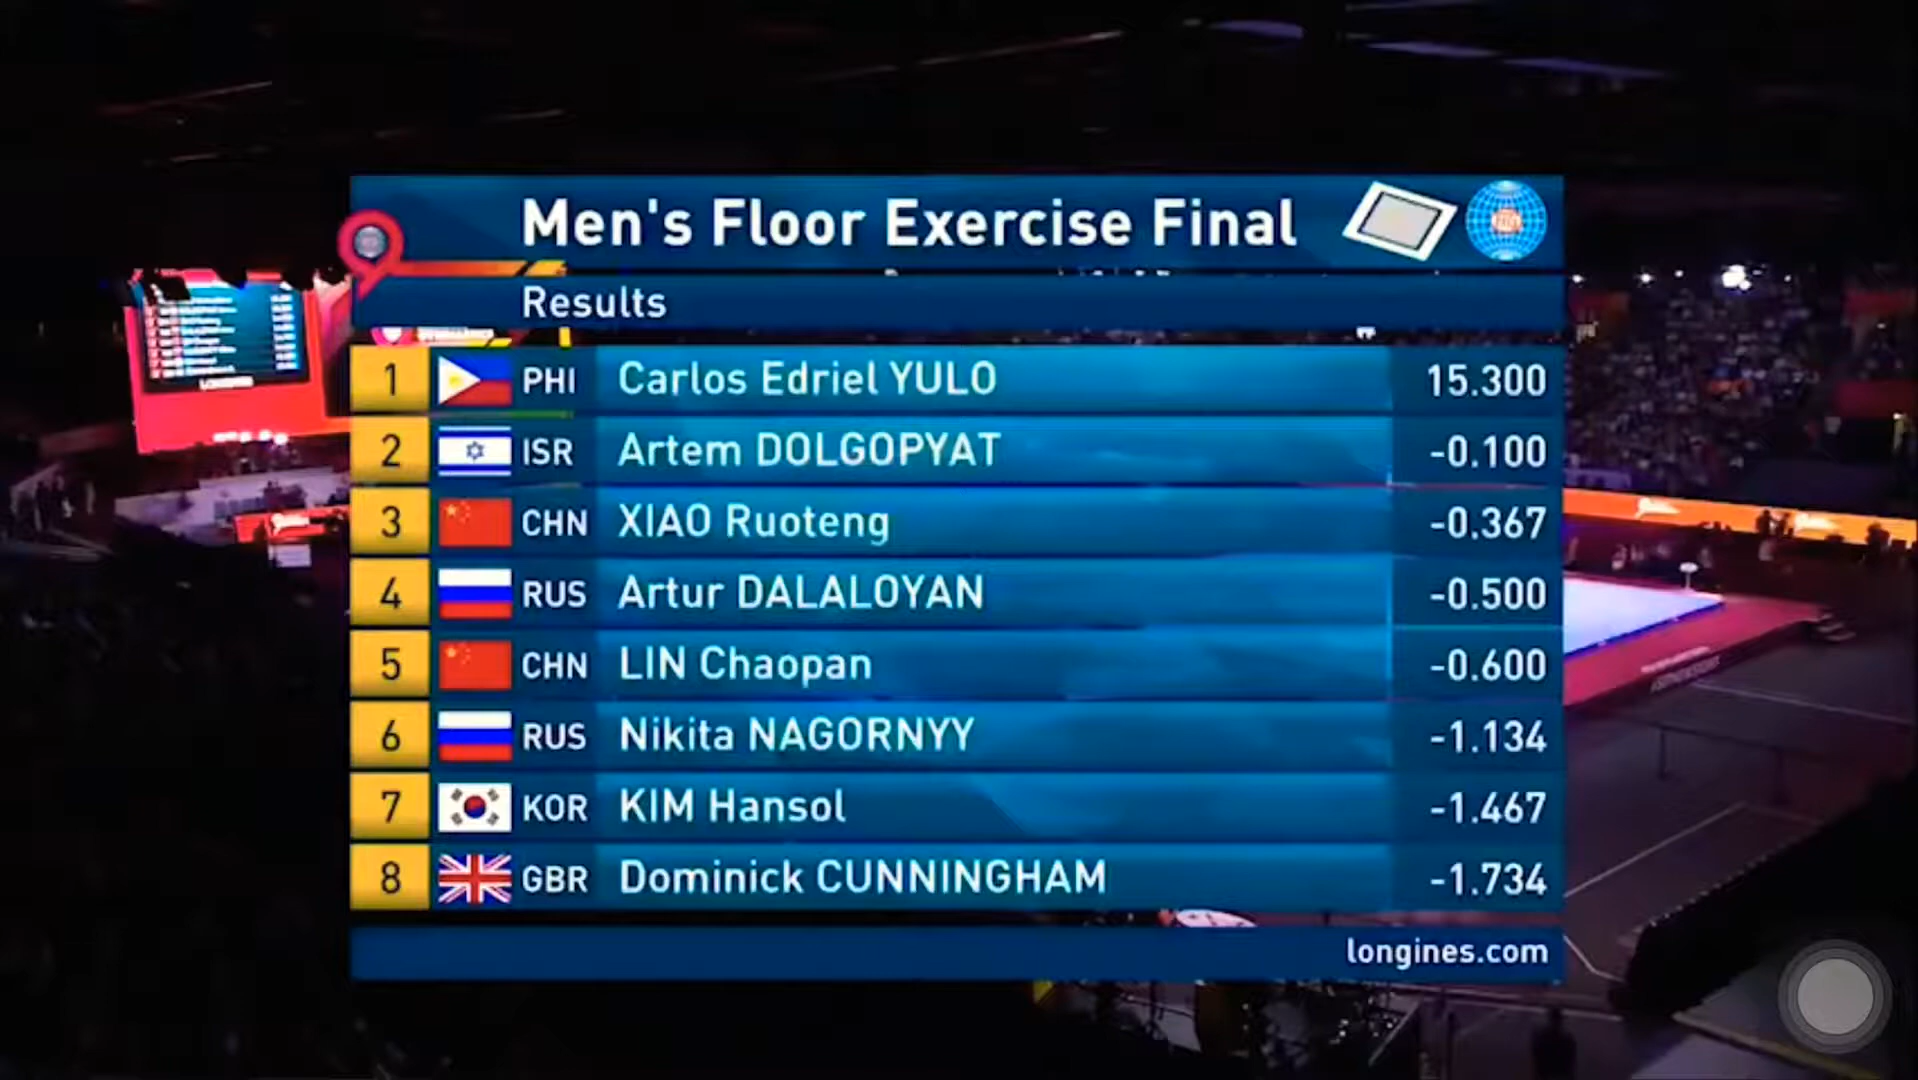 Men's Floor Exercise Final
Results
1 PHI Carlos Edriel YULO 15.300
2 ISR Artem DOLGOPYAT -0.100
3 CHN XIAO Ruoteng -0.367
4 RUS Artur DALALOYAN -0.500
5 CHN LIN Chaopan -0.600
6 RUS Nikita NAGORNYY -1.134
7 KOR KIM Hansol -1.467
8 GBR Dominick CUNNINGHAM -1.734
longines.com
LONGINES